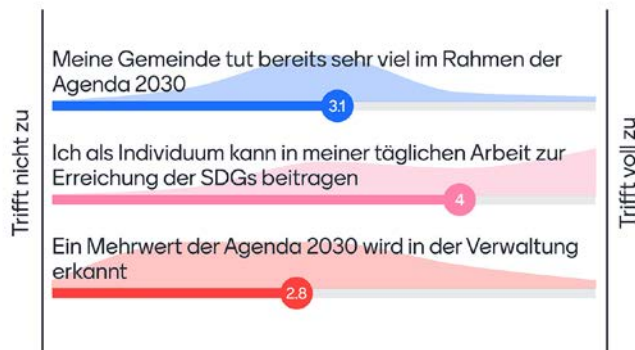 Meine Gemeinde tut bereits sehr viel im Rahmen der
Agenda 2030
3.1
Ich als Individuum kann in meiner täglichen Arbeit zur
Erreichung der SDGs beitragen
4
Ein Mehrwert der Agenda 2030 wird in der Verwaltung
erkannt
2.8
Trifft nicht zu
Trifft voll zu